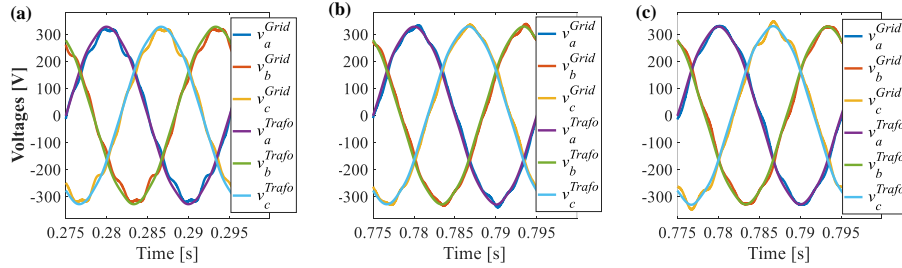 (a)
Voltages [V]
300
200
100
0
-100
-200
-300
0.275 0.28 0.285 0.29 0.295
Time [s]
v_a^Grid
v_b^Grid
v_c^Grid
v_a^Trafo
v_b^Trafo
v_c^Trafo
(b)
300
200
100
0
-100
-200
-300
0.775 0.78 0.785 0.79 0.795
Time [s]
v_a^Grid
v_b^Grid
v_c^Grid
v_a^Trafo
v_b^Trafo
v_c^Trafo
(c)
300
200
100
0
-100
-200
-300
0.775 0.78 0.785 0.79 0.795
Time [s]
v_a^Grid
v_b^Grid
v_c^Grid
v_a^Trafo
v_b^Trafo
v_c^Trafo